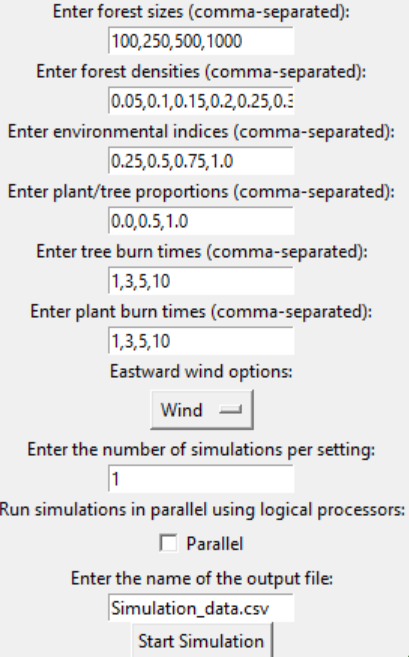 Enter forest sizes (comma-separated):
100,250,500,1000
Enter forest densities (comma-separated):
0.05,0.1,0.15,0.2,0.25,0.3
Enter environmental indices (comma-separated):
0.25,0.5,0.75,1.0
Enter plant/tree proportions (comma-separated):
0.0,0.5,1.0
Enter tree burn times (comma-separated):
1,3,5,10
Enter plant burn times (comma-separated):
1,3,5,10
Eastward wind options:
Wind
Enter the number of simulations per setting:
1
Run simulations in parallel using logical processors:
Parallel
Enter the name of the output file:
Simulation_data.csv
Start Simulation